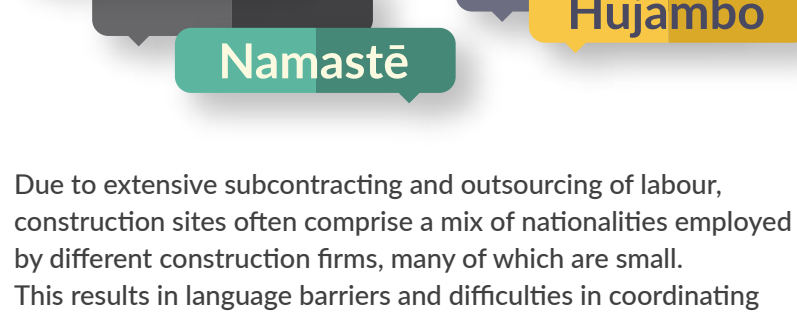 Hujambo
Namastē
Due to extensive subcontracting and outsourcing of labour,
construction sites often comprise a mix of nationalities employed
by different construction firms, many of which are small.
This results in language barriers and difficulties in coordinating